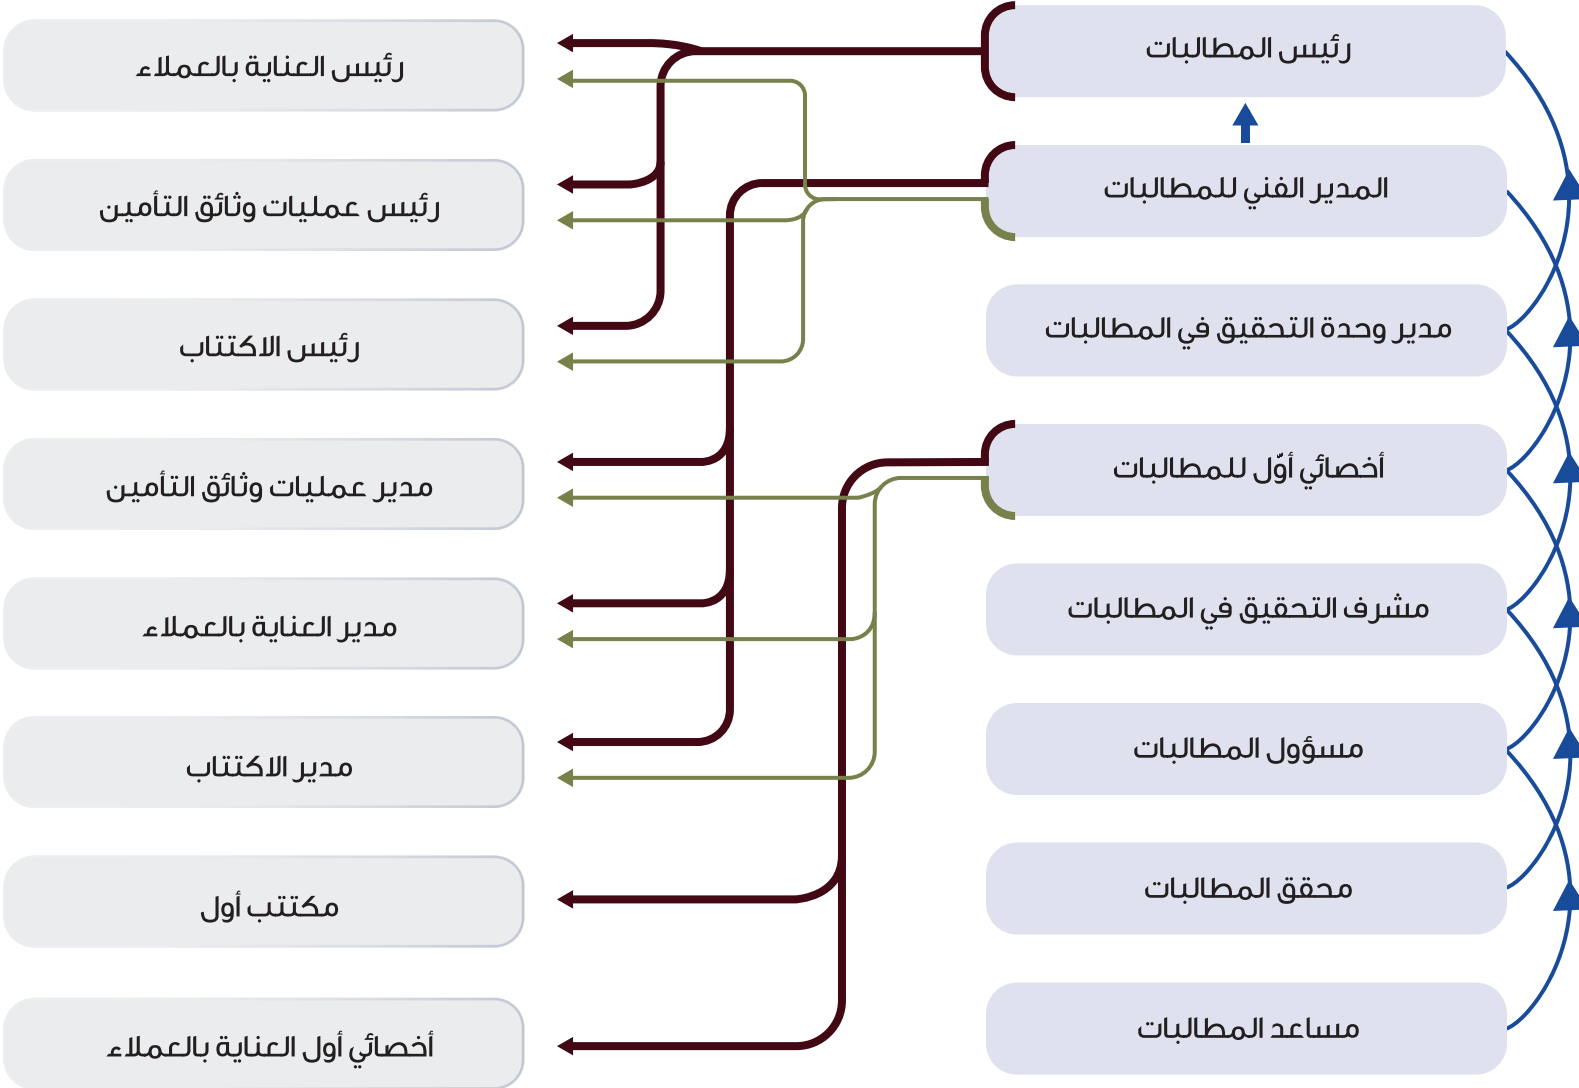 رئيس المطالبات
المدير الفني للمطالبات
مدير وحدة التحقيق في المطالبات
أخصائي أوّل للمطالبات
مشرف التحقيق في المطالبات
مسؤول المطالبات
محقق المطالبات
مساعد المطالبات
رئيس العناية بالعملاء
رئيس عمليات وثائق التأمين
رئيس الاكتتاب
مدير عمليات وثائق التأمين
مدير العناية بالعملاء
مدير الاكتتاب
مكتتب أول
أخصائي أول العناية بالعملاء